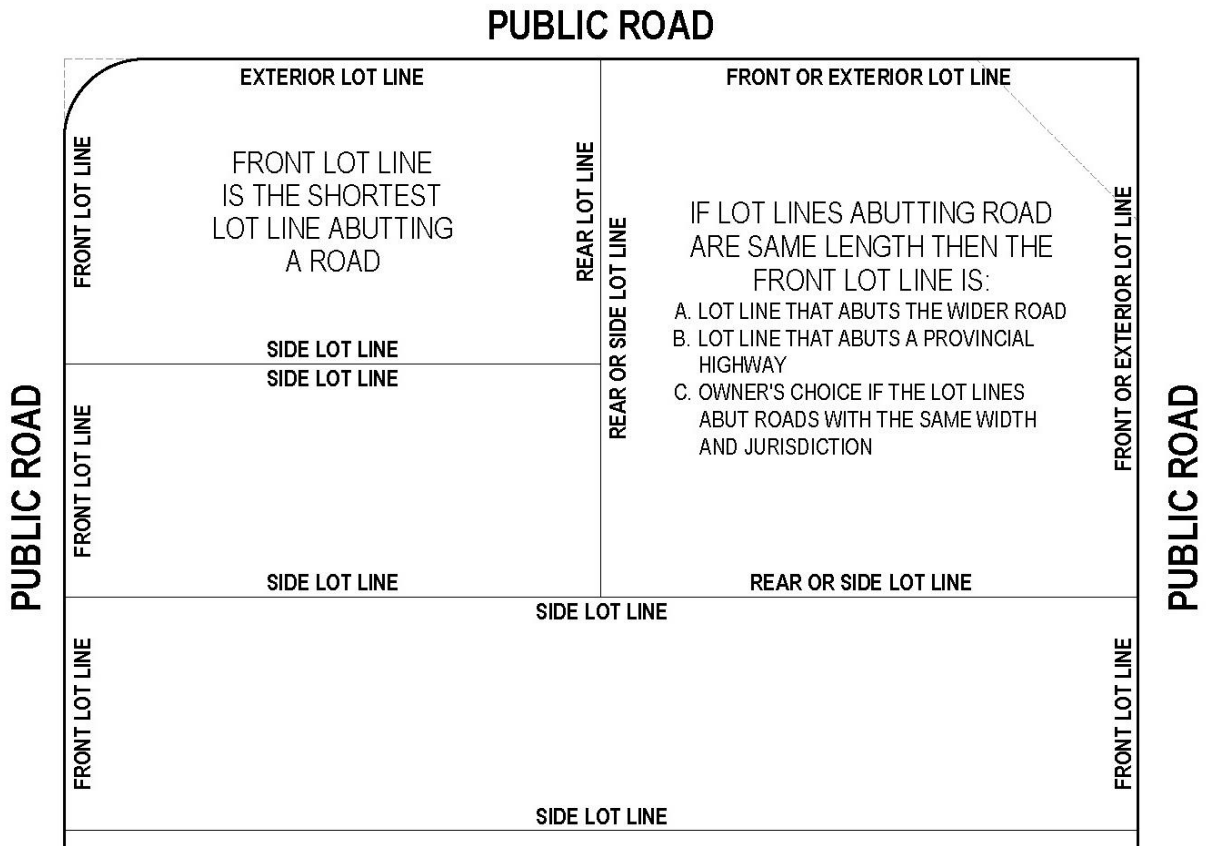 PUBLIC ROAD
EXTERIOR LOT LINE
FRONT LOT LINE
FRONT LOT LINE
IS THE SHORTEST
LOT LINE ABUTTING
A ROAD
REAR LOT LINE
SIDE LOT LINE
FRONT OR EXTERIOR LOT LINE
REAR OR SIDE LOT LINE
IF LOT LINES ABUTTING ROAD
ARE SAME LENGTH THEN THE
FRONT LOT LINE IS:
A. LOT LINE THAT ABUTS THE WIDER ROAD
B. LOT LINE THAT ABUTS A PROVINCIAL
HIGHWAY
C. OWNER'S CHOICE IF THE LOT LINES
ABUT ROADS WITH THE SAME WIDTH
AND JURISDICTION
FRONT OR EXTERIOR LOT LINE
REAR OR SIDE LOT LINE
PUBLIC ROAD
SIDE LOT LINE
FRONT LOT LINE
SIDE LOT LINE
PUBLIC ROAD
SIDE LOT LINE
FRONT LOT LINE
FRONT LOT LINE
SIDE LOT LINE